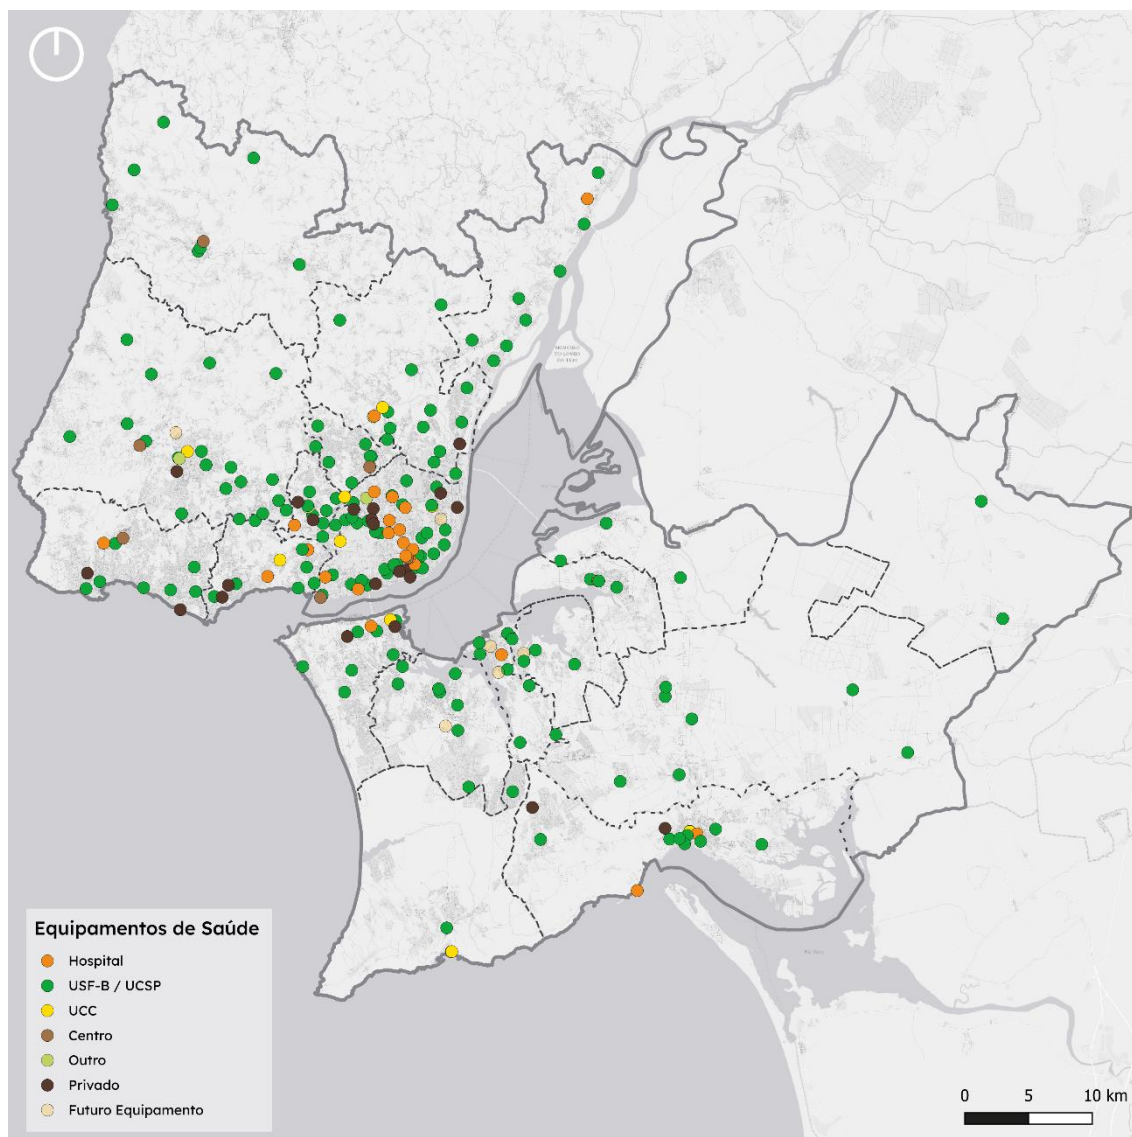 Equipamentos de Saúde
Hospital
USF-B / UCSP
UCC
Centro
Outro
Privado
Futuro Equipamento
0 5 10 km